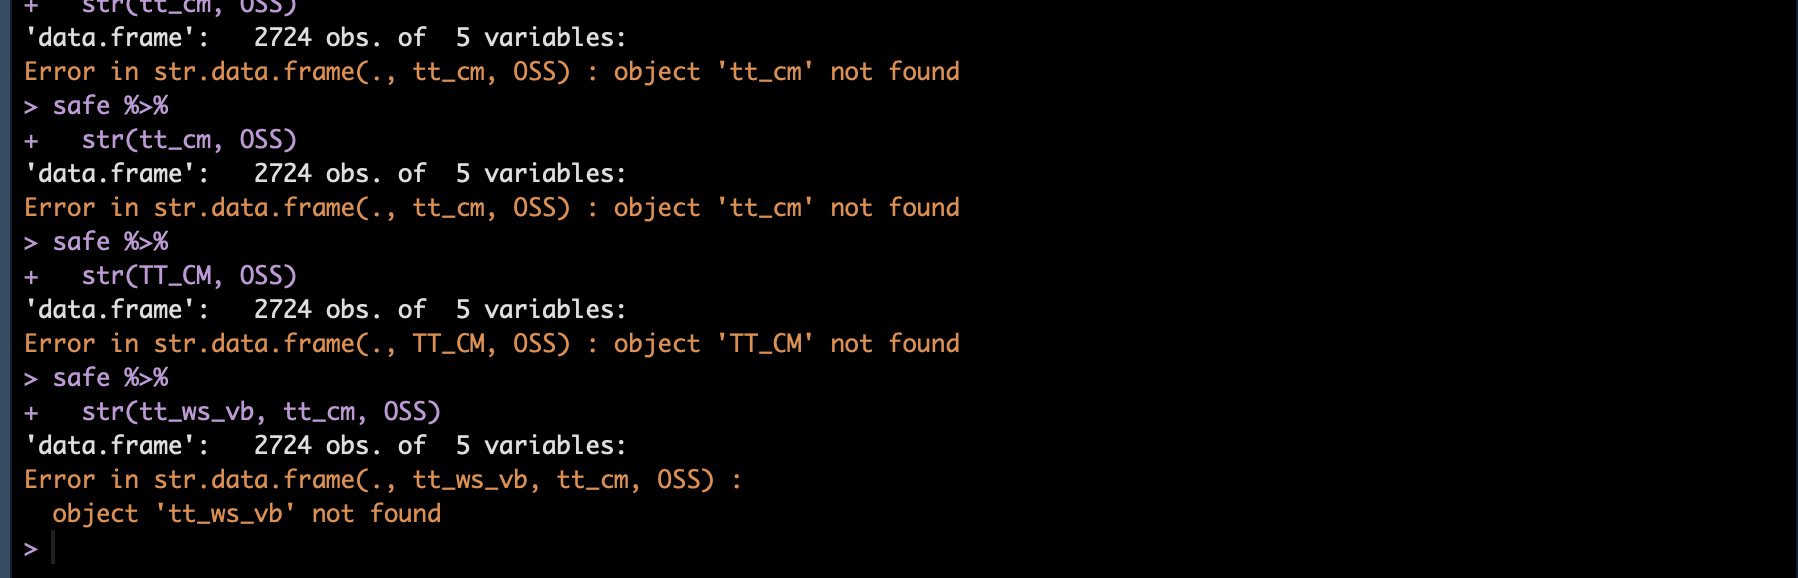 +   str(tt_cm, OSS)
'data.frame':   2724 obs. of  5 variables:
Error in str.data.frame(., tt_cm, OSS) : object 'tt_cm' not found
> safe %>%
+   str(tt_cm, OSS)
'data.frame':   2724 obs. of  5 variables:
Error in str.data.frame(., tt_cm, OSS) : object 'tt_cm' not found
> safe %>%
+   str(TT_CM, OSS)
'data.frame':   2724 obs. of  5 variables:
Error in str.data.frame(., TT_CM, OSS) : object 'TT_CM' not found
> safe %>%
+   str(tt_ws_vb, tt_cm, OSS)
'data.frame':   2724 obs. of  5 variables:
Error in str.data.frame(., tt_ws_vb, tt_cm, OSS) :
  object 'tt_ws_vb' not found
>